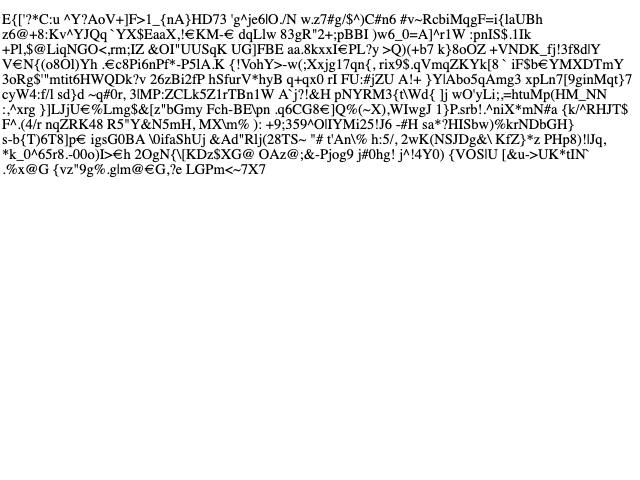 E{['?*C:u ^Y?AoV+]F>1_{nA}HD73 'g^je6lO./N w.z7#g/$^)C#n6 #v~RcbiMqgF=i{laUBh
z6@+8:Kv^YJQq `YX$EaaX,!€KM-€ dqLlw 83gR"2+;pBBI )w6_0=A]^r1W :pnIS$.1Ik
+Pl,$@LiqNGO<,rm;IZ &OI"UUSqK UG]FBE aa.8kxxI€PL?y >Q)(+b7 k}8oOZ +VNDK_fj!3f8d|Y
V€N{(o8Ol)Yh .€c8Pi6nPf*-P5lA.K {!VohY>-w(;Xxjg17qn{, rix9$.qVmqZKYk[8 ` iF$b€YMXDTmY
3oRg$'"mtit6HWQDk?v 26zBi2fP hSfurV*hyB q+qx0 rI FU:#jZU A!+ }Y|Abo5qAmg3 xpLn7[9ginMqt}7
cyW4:f/l sd}d ~q#0r, 3lMP:ZCLk5Z1rTBn1W A`j?!&H pNYRM3{t\Wd{ ]j wO'yLi;,=htuMp(HM_NN
:,^xrg }]LJjU€%Lmg$&[z"bGmy Fch-BE\pn .q6CG8€]Q%(~X),WIwgJ 1}P.srb!.^niX*mN#a {k/^RHJT$
F^.(4/r nqZRK48 R5"Y&N5mH, MX\m% ): +9;359^O|IYMi25!J6 -#H sa*?HISbw)%krNDbGH}
s-b{T)6T8]p€ igsG0BA \0ifaShUj &Ad"Rlj(28TS~ "# t'An\% h:5/, 2wK(NSJDg&\ KfZ}*z PHp8)!|Jq,
*k_0^65r8.-00o)I>€h 2OgN{\[KDz$XG@ OAz@;&-Pjog9 j#0hg! j^!4Y0) {VOS|U [&u->UK*tIN`
.%x@G {vz"9g%.g|m@€G,?e LGPm<~7X7